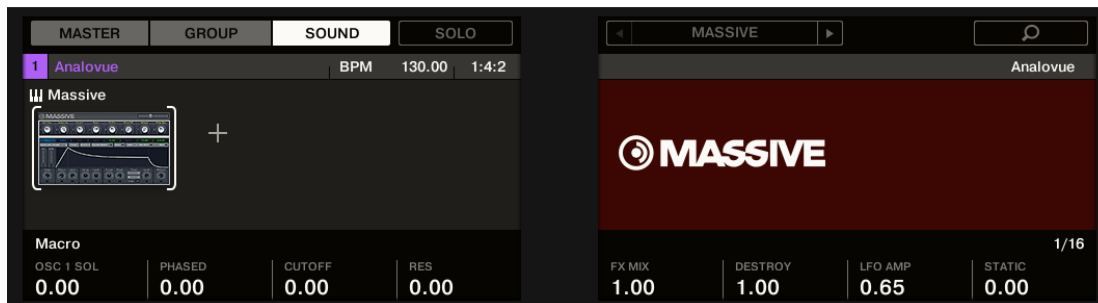 MASTER GROUP SOUND SOLO
1 Analovue BPM 130.00 1:4:2
Massive
MASSIVE
Macro
OSC 1 SOL PHASED CUTOFF RES
0.00 0.00 0.00 0.00
MASSIVE
Analovue
MASSIVE
1/16
FX MIX DESTROY LFO AMP STATIC
1.00 1.00 0.65 0.00